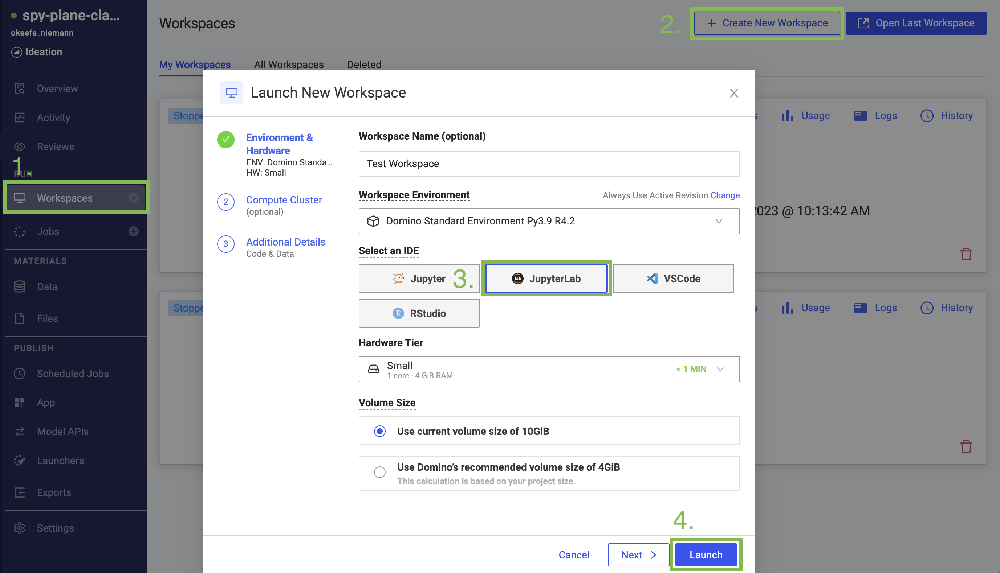 spy-plane-cla...
okeefe_niemann
Ideation
Overview
Activity
Reviews
1.
RUN
Workspaces
Jobs
MATERIALS
Data
Files
PUBLISH
Scheduled Jobs
App
Model APIs
Launchers
Exports
Settings
Workspaces
2.
+ Create New Workspace
Open Last Workspace
My Workspaces
All Workspaces
Deleted
Stoppe
s
Usage
Logs
History
2023 @ 10:13:42 AM
Stoppe
s
Usage
Logs
History
Launch New Workspace
Environment &
Hardware
ENV: Domino Standa...
HW: Small
2
Compute Cluster
(optional)
3
Additional Details
Code & Data
Workspace Name (optional)
Test Workspace
Workspace Environment
Always Use Active Revision Change
Domino Standard Environment Py3.9 R4.2
Select an IDE
jupyter
Jupyter
3.
lab
JupyterLab
VSCode
R
RStudio
Hardware Tier
Small
1 core · 4 GiB RAM
< 1 MIN
Volume Size
Use current volume size of 10GiB
Use Domino’s recommended volume size of 4GiB
This calculation is based on your project size.
4.
Cancel
Next
Launch